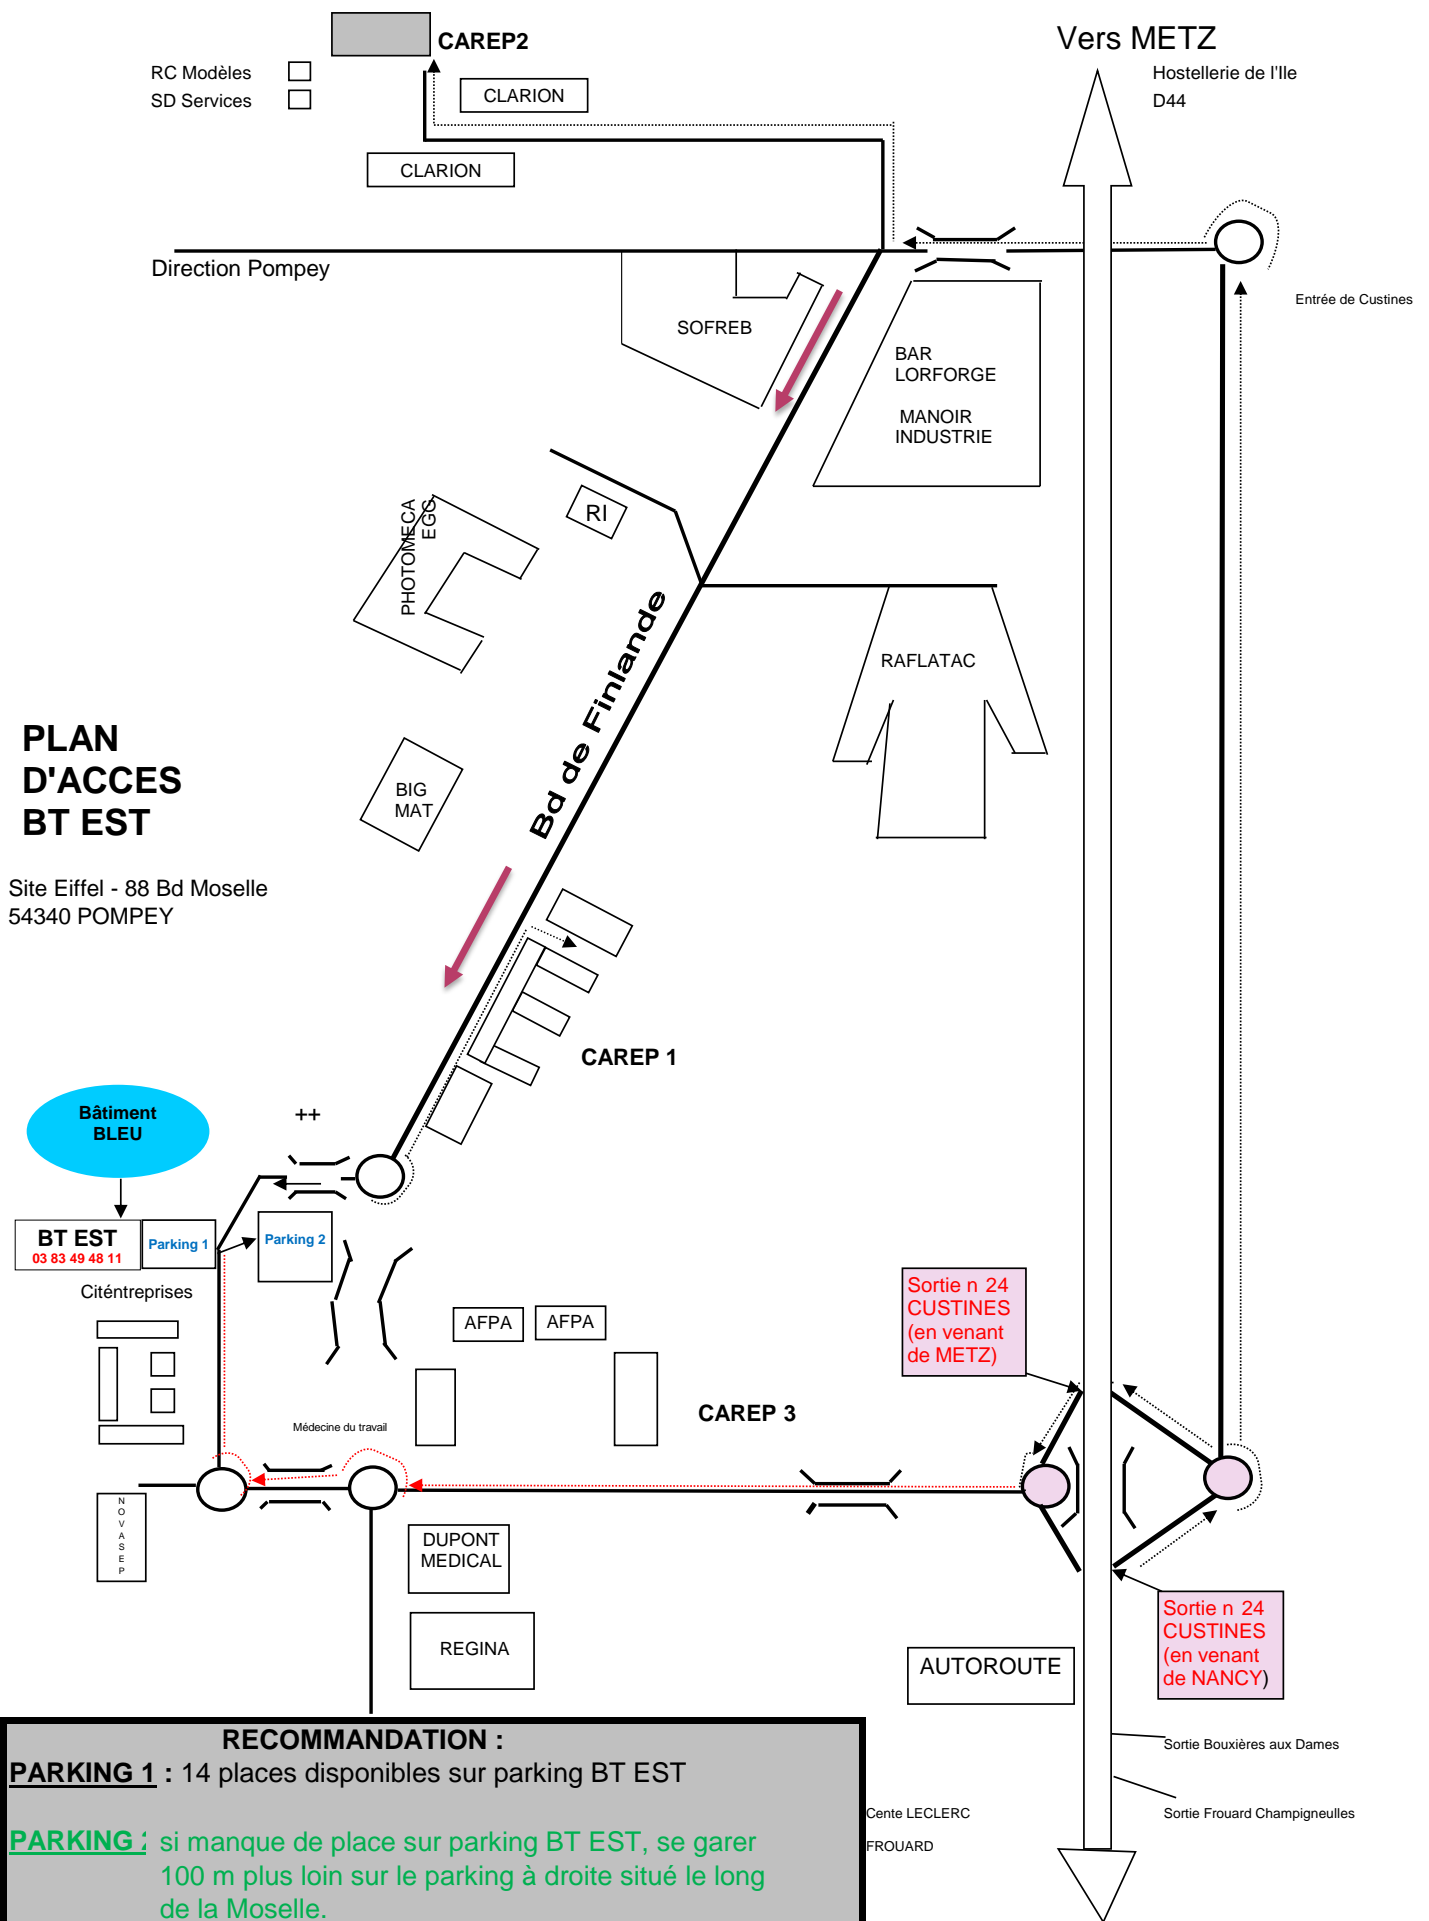 CAREP2
Vers METZ
RC Modèles
SD Services
CLARION
Hostellerie de l'Ile
D44
CLARION
Direction Pompey
Entrée de Custines
SOFREB
BAR
LORFORGE
MANOIR
INDUSTRIE
RI
PHOTOMECA
EGG
Bd de Finlande
RAFLATAC
PLAN
D'ACCES
BT EST
BIG
MAT
Site Eiffel - 88 Bd Moselle
54340 POMPEY
CAREP 1
Bâtiment
BLEU
++
BT EST
03 83 49 48 11
Parking 1
Parking 2
Citéntreprises
AFPA
AFPA
Sortie n 24
CUSTINES
(en venant
de METZ)
CAREP 3
Médecine du travail
NOVASEP
DUPONT
MEDICAL
REGINA
AUTOROUTE
Sortie n 24
CUSTINES
(en venant
de NANCY)
Sortie Bouxières aux Dames
Sortie Frouard Champigneulles
Cente LECLERC
FROUARD
RECOMMANDATION :
PARKING 1 : 14 places disponibles sur parking BT EST
PARKING 2 si manque de place sur parking BT EST, se garer
100 m plus loin sur le parking à droite situé le long
de la Moselle.